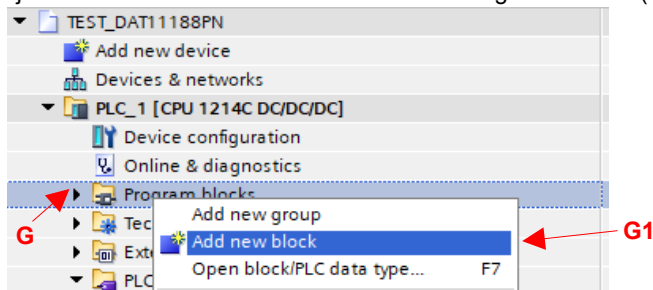 TEST_DAT11188PN
Add new device
Devices & networks
PLC_1 [CPU 1214C DC/DC/DC]
Device configuration
Online & diagnostics
Program blocks
G
Add new group
Tec
Add new block
G1
Ext
Open block/PLC data type... F7
PLC